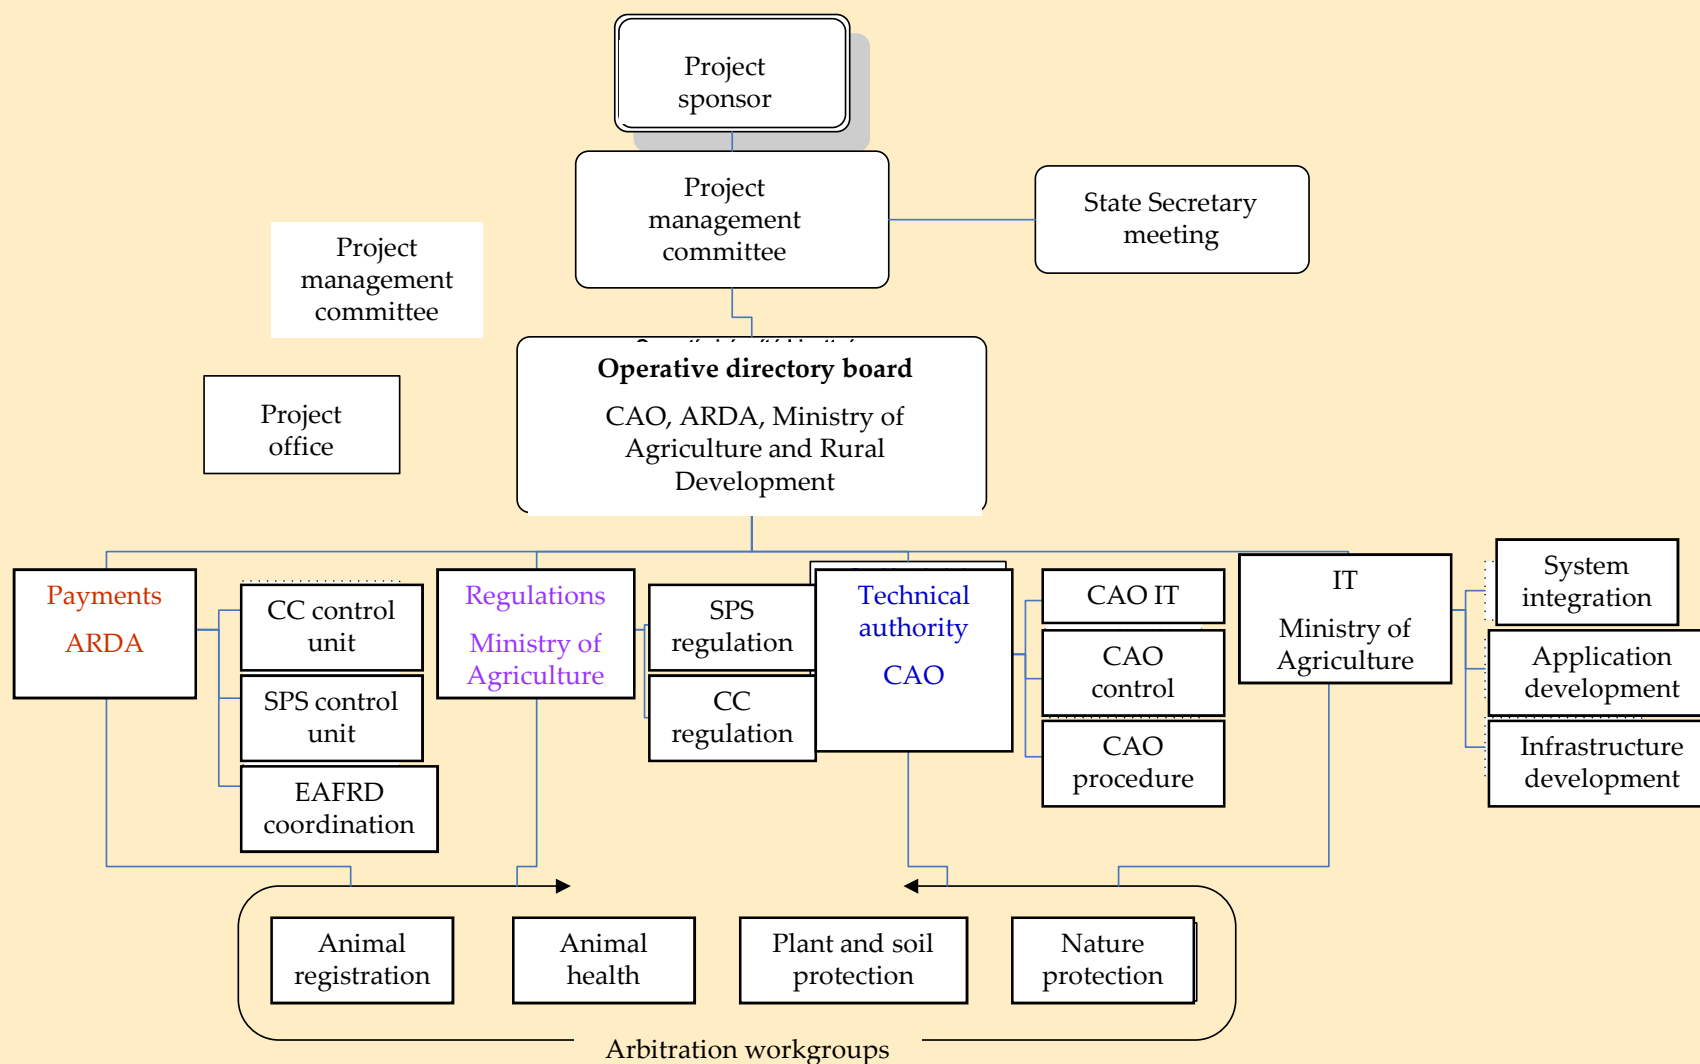 Project
sponsor
Project
management
committee
State Secretary
meeting
Project
management
committee
Operative directory board
CAO, ARDA, Ministry of
Agriculture and Rural
Development
Project
office
Payments
ARDA
CC control
unit
SPS control
unit
EAFRD
coordination
Regulations
Ministry of
Agriculture
SPS
regulation
CC
regulation
Technical
authority
CAO
CAO IT
CAO
control
CAO
procedure
IT
Ministry of
Agriculture
System
integration
Application
development
Infrastructure
development
Animal
registration
Animal
health
Plant and soil
protection
Nature
protection
Arbitration workgroups